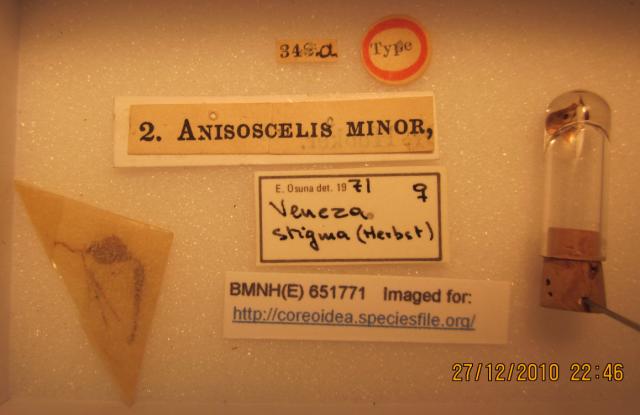 Type
2. ANISOSCELIS MINOR,
E. Osuna det. 1971 ♀
Veneza
stigma (Herbst)
BMNH(E) 651771 Imaged for:
http://coreoidea.speciesfile.org/
27/12/2010 22:46